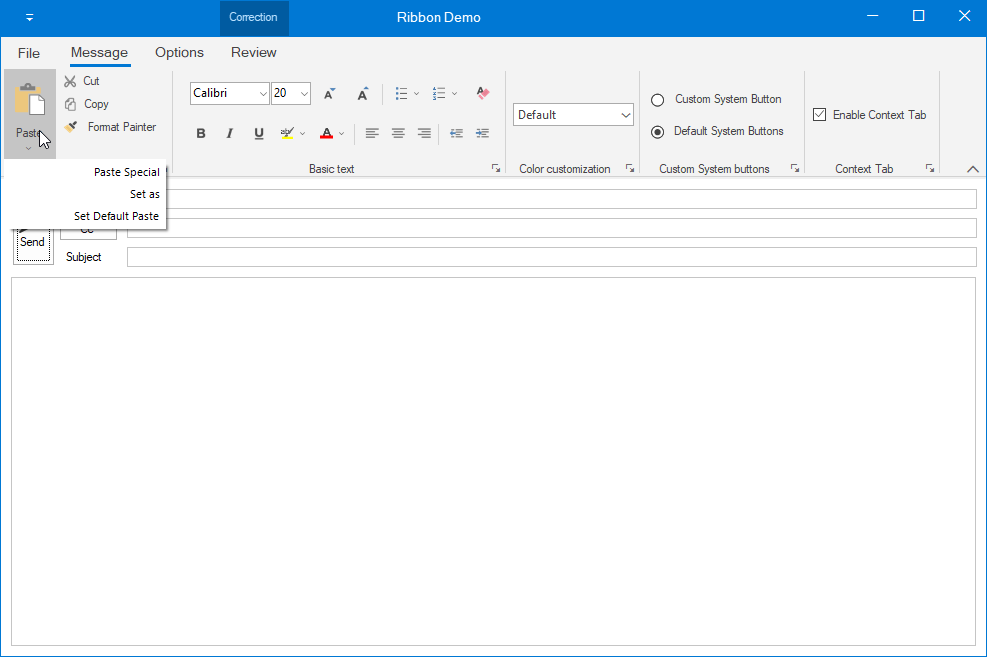 Correction
Ribbon Demo
File Message Options Review
Paste
Cut
Copy
Format Painter
Calibri 20
B I U ab A
Basic text
Default
Color customization
Custom System Button
Default System Buttons
Custom System buttons
Enable Context Tab
Context Tab
Paste Special
Set as
Set Default Paste
Send
Cc
Subject